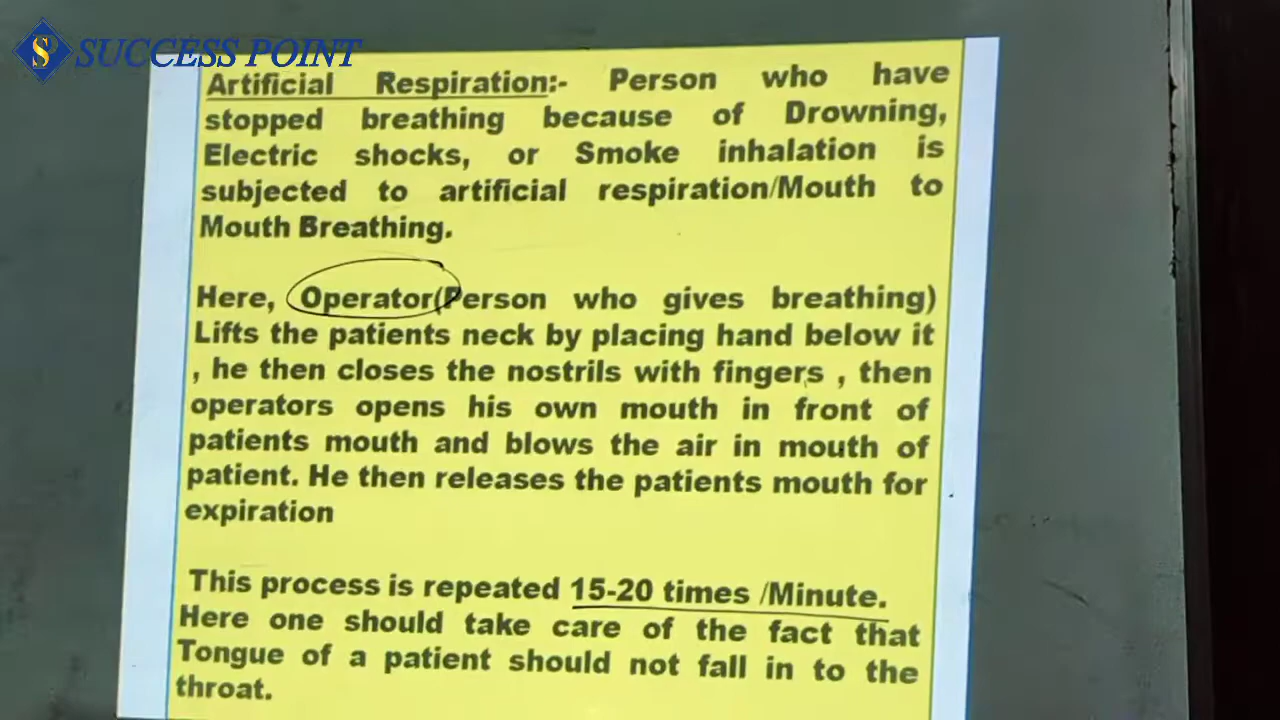 SP SUCCESS POINT
Artificial Respiration:- Person who have
stopped breathing because of Drowning,
Electric shocks, or Smoke inhalation is
subjected to artificial respiration/Mouth to
Mouth Breathing.
Here, Operator(Person who gives breathing)
Lifts the patients neck by placing hand below it
, he then closes the nostrils with fingers , then
operators opens his own mouth in front of
patients mouth and blows the air in mouth of
patient. He then releases the patients mouth for
expiration
This process is repeated 15-20 times /Minute.
Here one should take care of the fact that
Tongue of a patient should not fall in to the
throat.